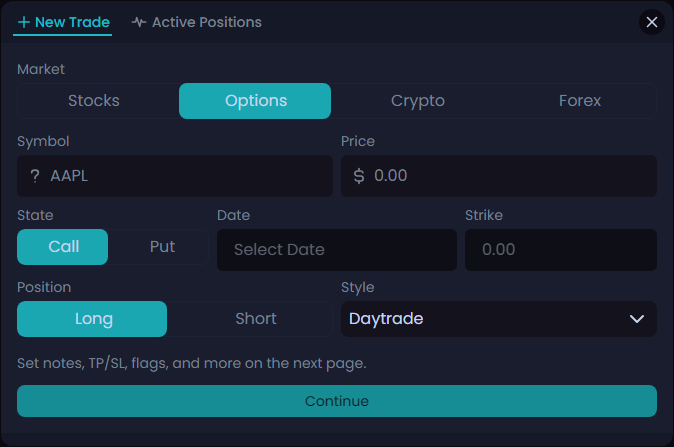 New Trade Active Positions
Market
Stocks Options Crypto Forex
Symbol Price
? AAPL $ 0.00
State Date Strike
Call Put Select Date 0.00
Position Style
Long Short Daytrade
Set notes, TP/SL, flags, and more on the next page.
Continue